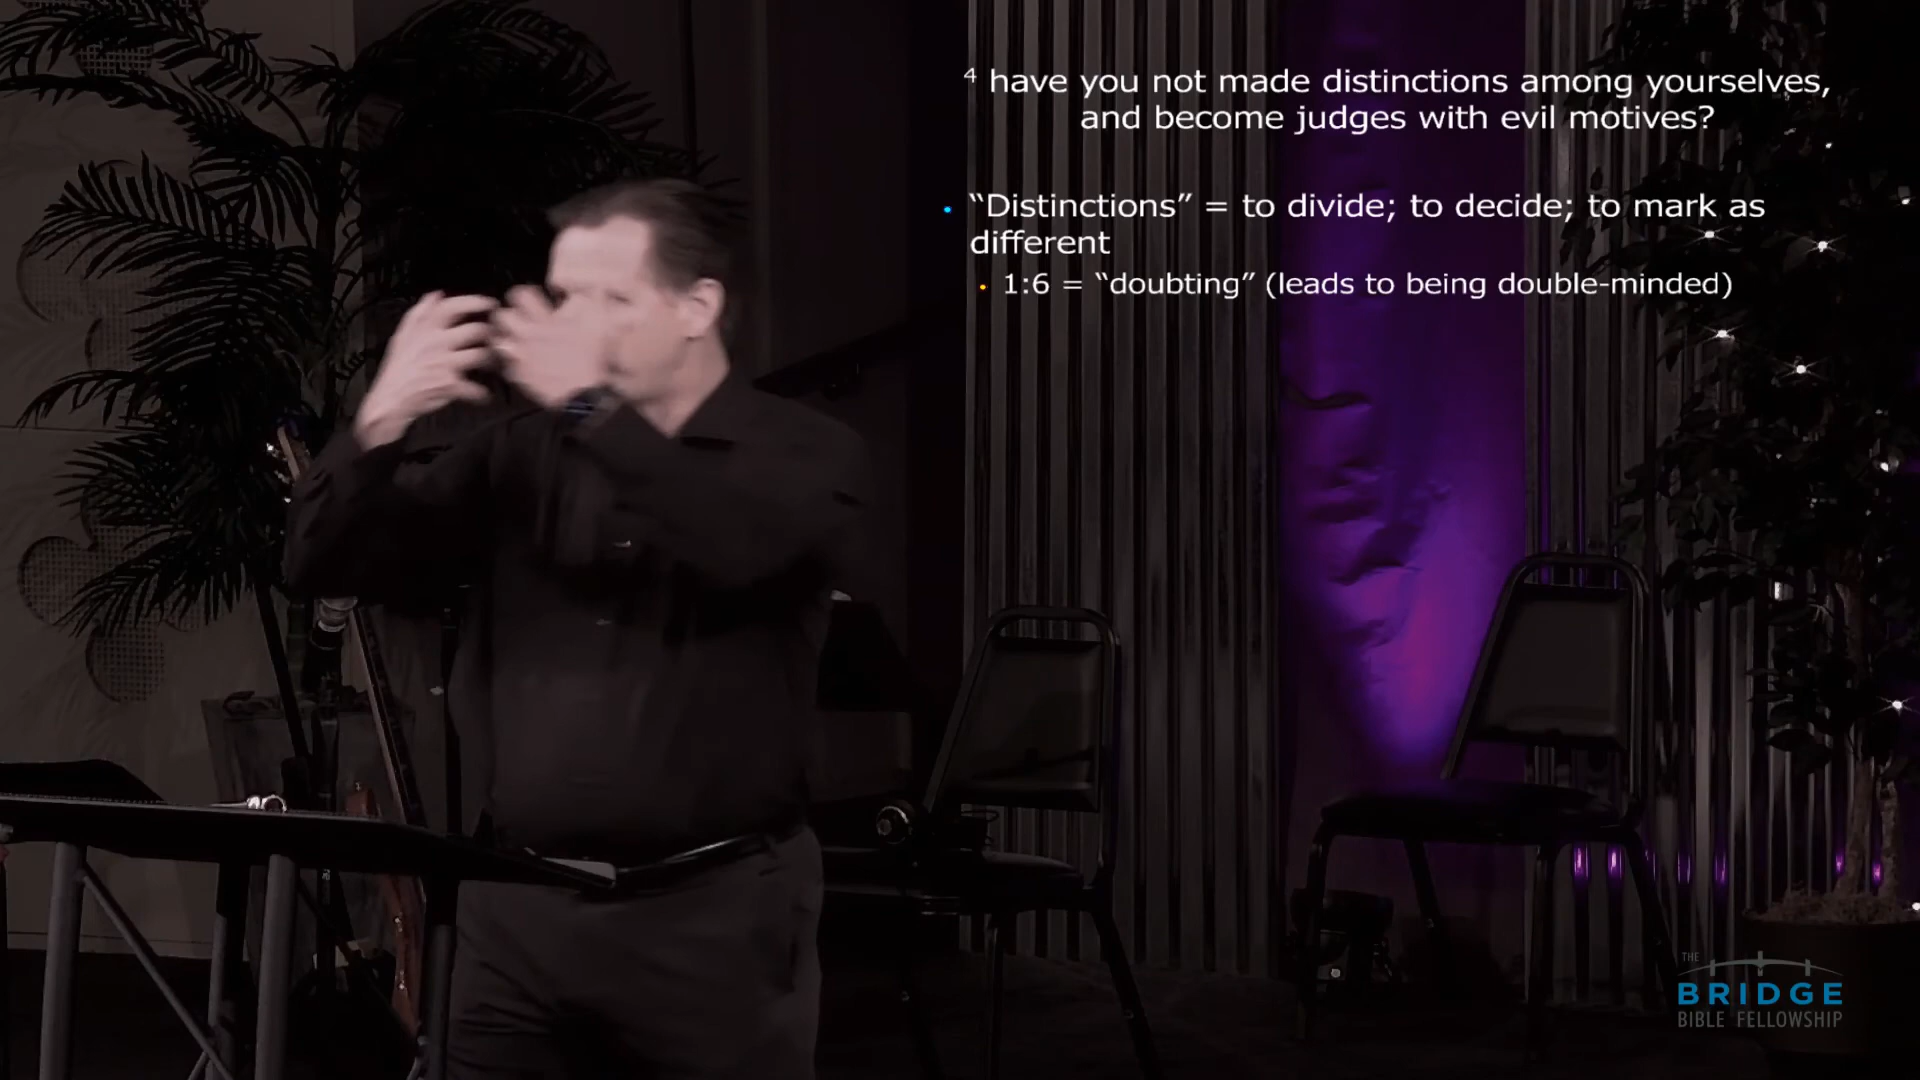 4 have you not made distinctions among yourselves,
and become judges with evil motives?
• “Distinctions” = to divide; to decide; to mark as
different
• 1:6 = “doubting” (leads to being double-minded)
THE
BRIDGE
BIBLE FELLOWSHIP